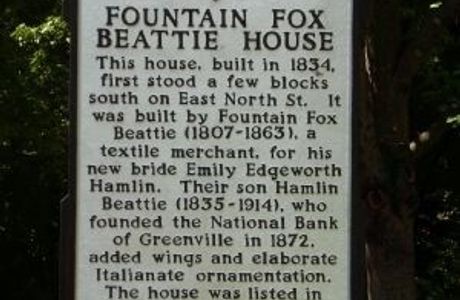 FOUNTAIN FOX
BEATTIE HOUSE
This house, built in 1834,
first stood a few blocks
south on East North St. It
was built by Fountain Fox
Beattie (1807-1863), a
textile merchant, for his
new bride Emily Edgeworth
Hamlin. Their son Hamlin
Beattie (1835-1914), who
founded the National Bank
of Greenville in 1872,
added wings and elaborate
Italianate ornamentation.
The house was listed in